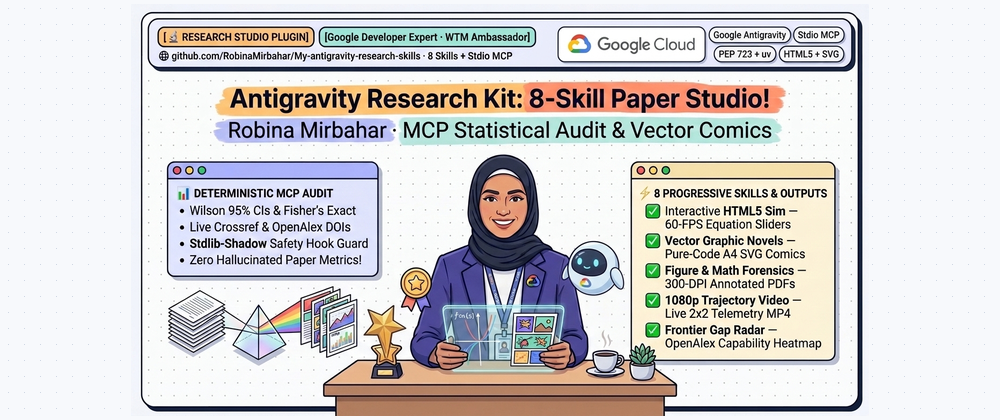 [🔬 RESEARCH STUDIO PLUGIN]
[Google Developer Expert · WTM Ambassador]
github.com/RobinaMirbahar/My-antigravity-research-skills · 8 Skills + Stdio MCP
Google Cloud
Google Antigravity
Stdio MCP
PEP 723 + uv
HTML5 + SVG
Antigravity Research Kit: 8-Skill Paper Studio!
Robina Mirbahar · MCP Statistical Audit & Vector Comics
📊 DETERMINISTIC MCP AUDIT
• Wilson 95% CIs & Fisher's Exact
• Live Crossref & OpenAlex DOIs
• Stdlib-Shadow Safety Hook Guard
• Zero Hallucinated Paper Metrics!
⚡ 8 PROGRESSIVE SKILLS & OUTPUTS
✅ Interactive HTML5 Sim —
60-FPS Equation Sliders
✅ Vector Graphic Novels —
Pure-Code A4 SVG Comics
✅ Figure & Math Forensics —
300-DPI Annotated PDFs
✅ 1080p Trajectory Video —
Live 2x2 Telemetry MP4
✅ Frontier Gap Radar —
OpenAlex Capability Heatmap